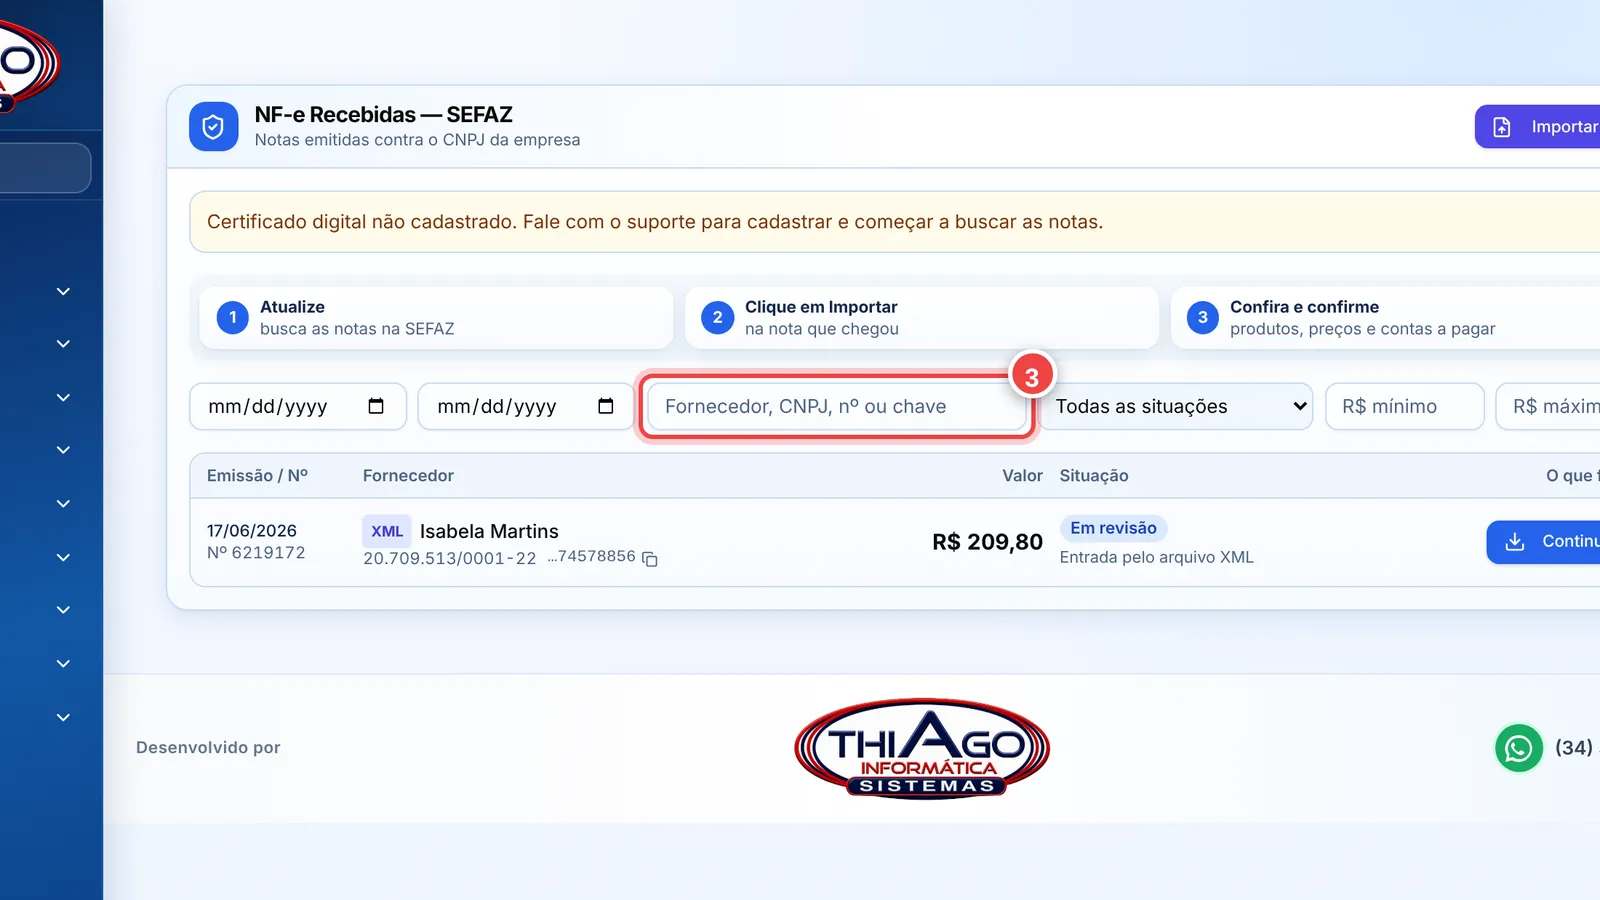 NF-e Recebidas — SEFAZ
Notas emitidas contra o CNPJ da empresa
Importar
Certificado digital não cadastrado. Fale com o suporte para cadastrar e começar a buscar as notas.
1 Atualize
busca as notas na SEFAZ
2 Clique em Importar
na nota que chegou
3 Confira e confirme
produtos, preços e contas a pagar
3
mm/dd/yyyy mm/dd/yyyy Fornecedor, CNPJ, nº ou chave Todas as situações R$ mínimo R$ máxim
Emissão / Nº Fornecedor Valor Situação O que f
17/06/2026 XML Isabela Martins R$ 209,80 Em revisão Continu
Nº 6219172 20.709.513/0001-22 ...74578856 Entrada pelo arquivo XML
Desenvolvido por
THIAGO
INFORMÁTICA
SISTEMAS
(34)